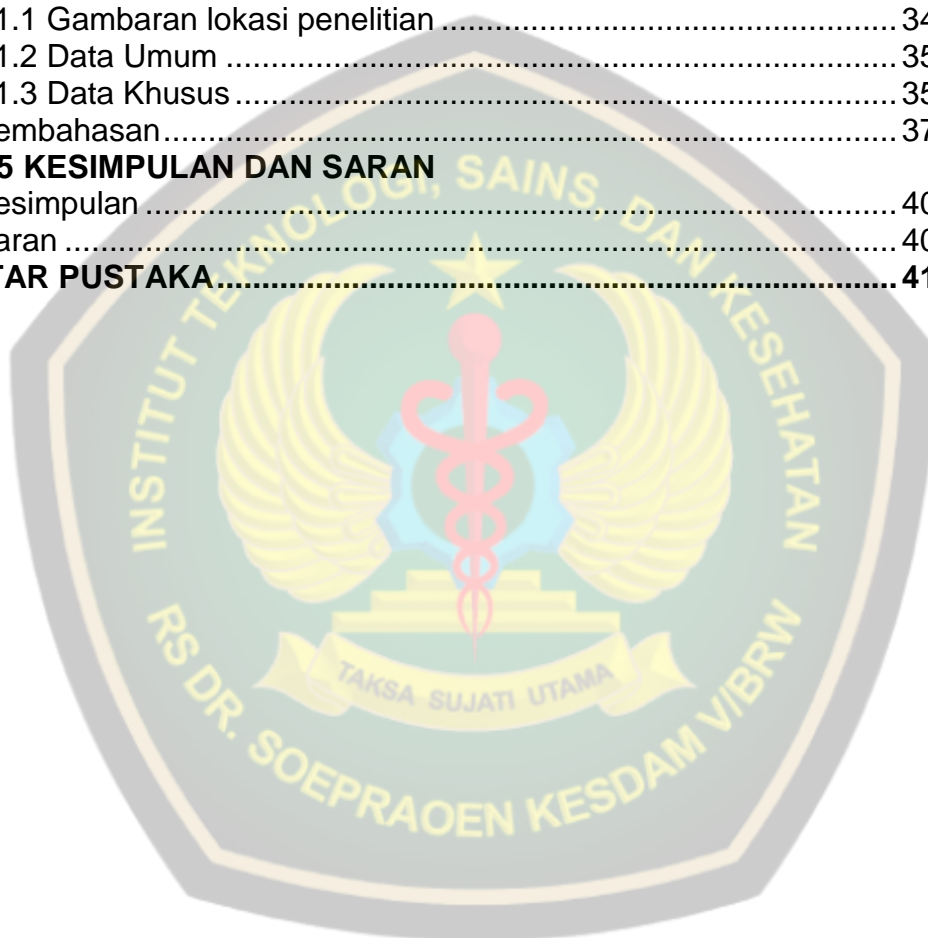 1.1 Gambaran lokasi penelitian ........ 34
1.2 Data Umum ........ 35
1.3 Data Khusus ........ 35
embahasan ........ 37
5 KESIMPULAN DAN SARAN
esimpulan ........ 40
aran ........ 40
TAR PUSTAKA ........ 41
INSTITUT TEKNOLOGI, SAINS, DAN KESEHATAN
TAKSA SUJATI UTAMA
RS DR. SOEPRAOEN KESDAM V/BRW